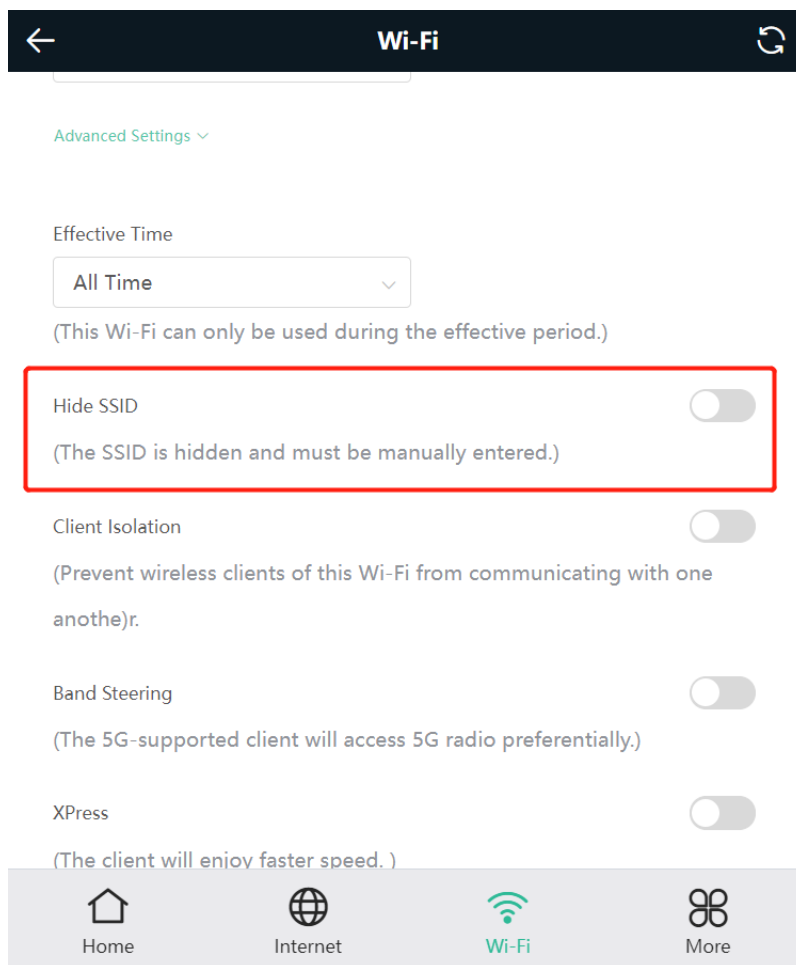 Wi-Fi
Advanced Settings
Effective Time
All Time
(This Wi-Fi can only be used during the effective period.)
Hide SSID
(The SSID is hidden and must be manually entered.)
Client Isolation
(Prevent wireless clients of this Wi-Fi from communicating with one
anothe)r.
Band Steering
(The 5G-supported client will access 5G radio preferentially.)
XPress
(The client will enjoy faster speed. )
Home Internet Wi-Fi More